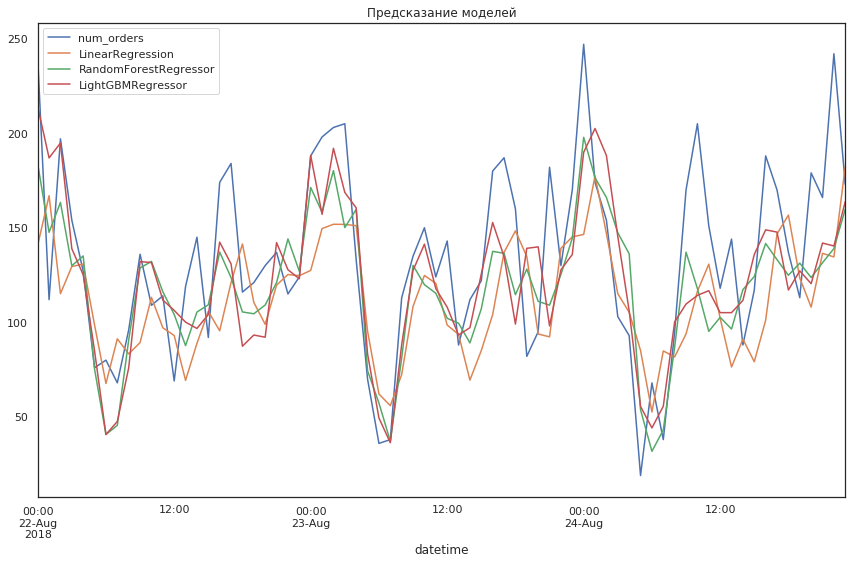 Предсказание моделей
num_orders
LinearRegression
RandomForestRegressor
LightGBMRegressor
250
200
150
100
50
00:00
22-Aug
2018
12:00
00:00
23-Aug
12:00
00:00
24-Aug
12:00
datetime